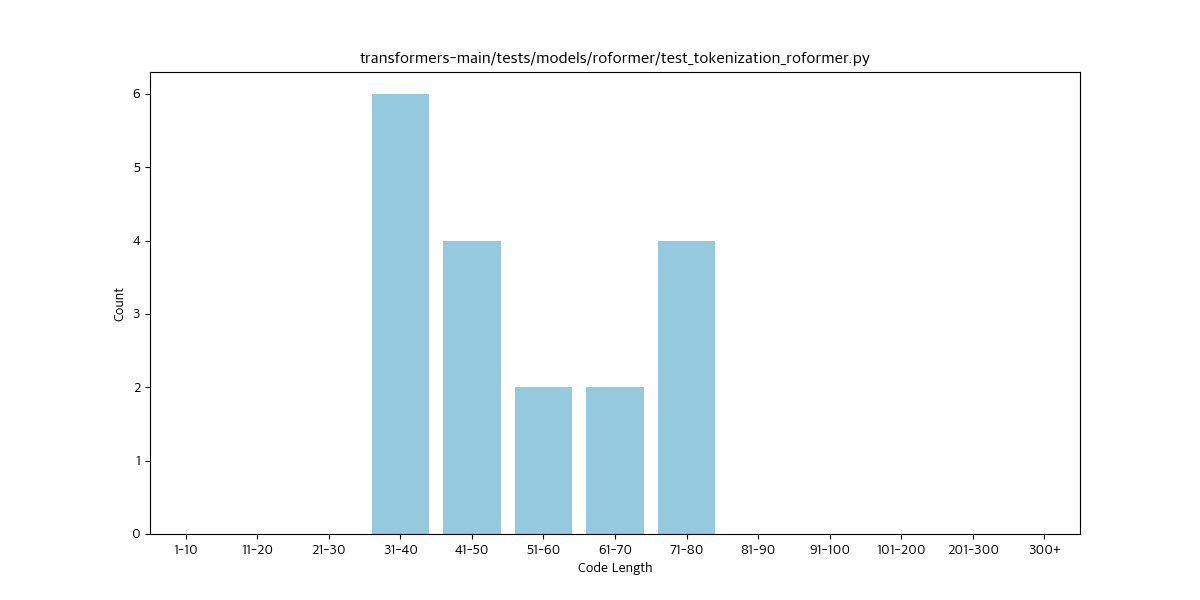 transformers-main/tests/models/roformer/test_tokenization_roformer.py
6
5
4
3
2
1
0
Count
1-10 11-20 21-30 31-40 41-50 51-60 61-70 71-80 81-90 91-100 101-200 201-300 300+
Code Length